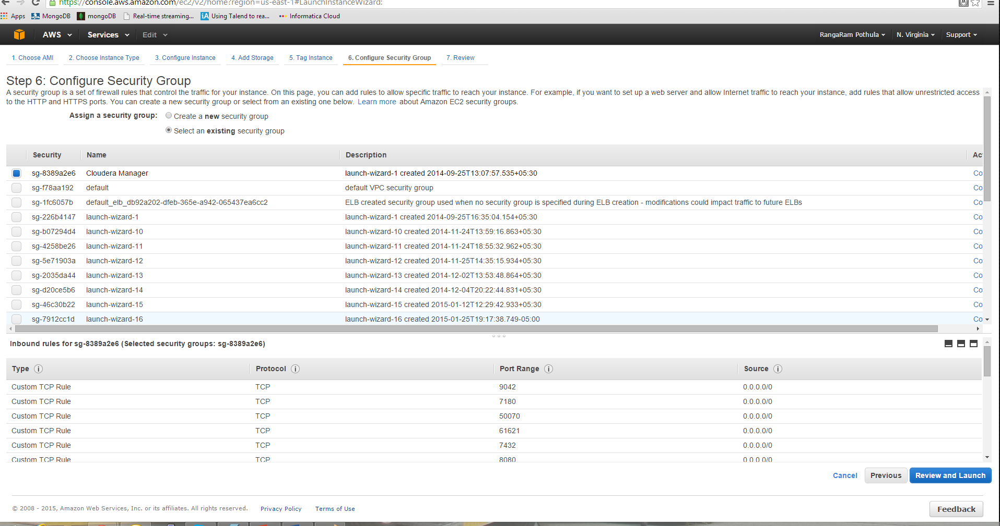 https://console.aws.amazon.com/ec2/v2/home?region=us-east-1#LaunchInstanceWizard:
Apps MongoDB mongoDB Real-time streaming... iA Using Talend to rea... Informatica Cloud
AWS Services Edit RangaRam Pothula N. Virginia Support
1. Choose AMI 2. Choose Instance Type 3. Configure Instance 4. Add Storage 5. Tag Instance 6. Configure Security Group 7. Review
Step 6: Configure Security Group
A security group is a set of firewall rules that control the traffic for your instance. On this page, you can add rules to allow specific traffic to reach your instance. For example, if you want to set up a web server and allow Internet traffic to reach your instance, add rules that allow unrestricted access
to the HTTP and HTTPS ports. You can create a new security group or select from an existing one below. Learn more about Amazon EC2 security groups.
Assign a security group: Create a new security group
Select an existing security group
Security Name Description Ac
sg-8389a2e6 Cloudera Manager launch-wizard-1 created 2014-09-25T13:07:57.535+05:30 Co
sg-f78aa192 default default VPC security group Co
sg-1fc6057b default_elb_db92a202-dfeb-365e-a942-065437ea6cc2 ELB created security group used when no security group is specified during ELB creation - modifications could impact traffic to future ELBs Co
sg-226b4147 launch-wizard-1 launch-wizard-1 created 2014-09-25T16:35:04.154+05:30 Co
sg-b07294d4 launch-wizard-10 launch-wizard-10 created 2014-11-24T13:59:16.863+05:30 Co
sg-4258be26 launch-wizard-11 launch-wizard-11 created 2014-11-24T18:55:32.962+05:30 Co
sg-5e71903a launch-wizard-12 launch-wizard-12 created 2014-11-25T14:35:15.934+05:30 Co
sg-2035da44 launch-wizard-13 launch-wizard-13 created 2014-12-02T13:53:48.864+05:30 Co
sg-d20ce5b6 launch-wizard-14 launch-wizard-14 created 2014-12-04T20:22:44.831+05:30 Co
sg-46c30b22 launch-wizard-15 launch-wizard-15 created 2015-01-12T12:29:42.933+05:30 Co
sg-7912cc1d launch-wizard-16 launch-wizard-16 created 2015-01-25T19:17:38.749-05:00 Co
Inbound rules for sg-8389a2e6 (Selected security groups: sg-8389a2e6)
Type Protocol Port Range Source
Custom TCP Rule TCP 9042 0.0.0.0/0
Custom TCP Rule TCP 7180 0.0.0.0/0
Custom TCP Rule TCP 50070 0.0.0.0/0
Custom TCP Rule TCP 61621 0.0.0.0/0
Custom TCP Rule TCP 7432 0.0.0.0/0
Custom TCP Rule TCP 8080 0.0.0.0/0
Cancel Previous Review and Launch
© 2008 - 2015, Amazon Web Services, Inc. or its affiliates. All rights reserved. Privacy Policy Terms of Use
Feedback